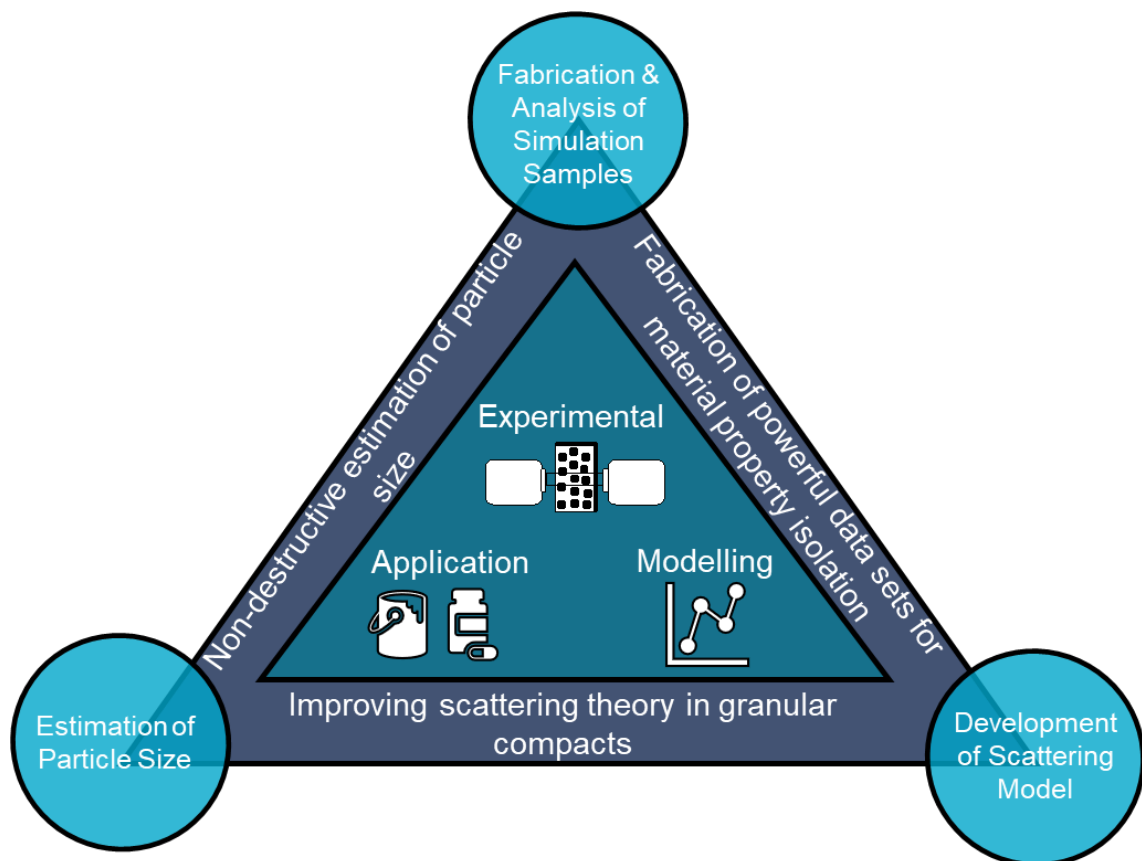 Fabrication &
Analysis of
Simulation
Samples
Non-destructive estimation of particle
size
Fabrication of powerful data sets for
material property isolation
Experimental
Application
Modelling
Improving scattering theory in granular
compacts
Estimation of
Particle Size
Development
of Scattering
Model